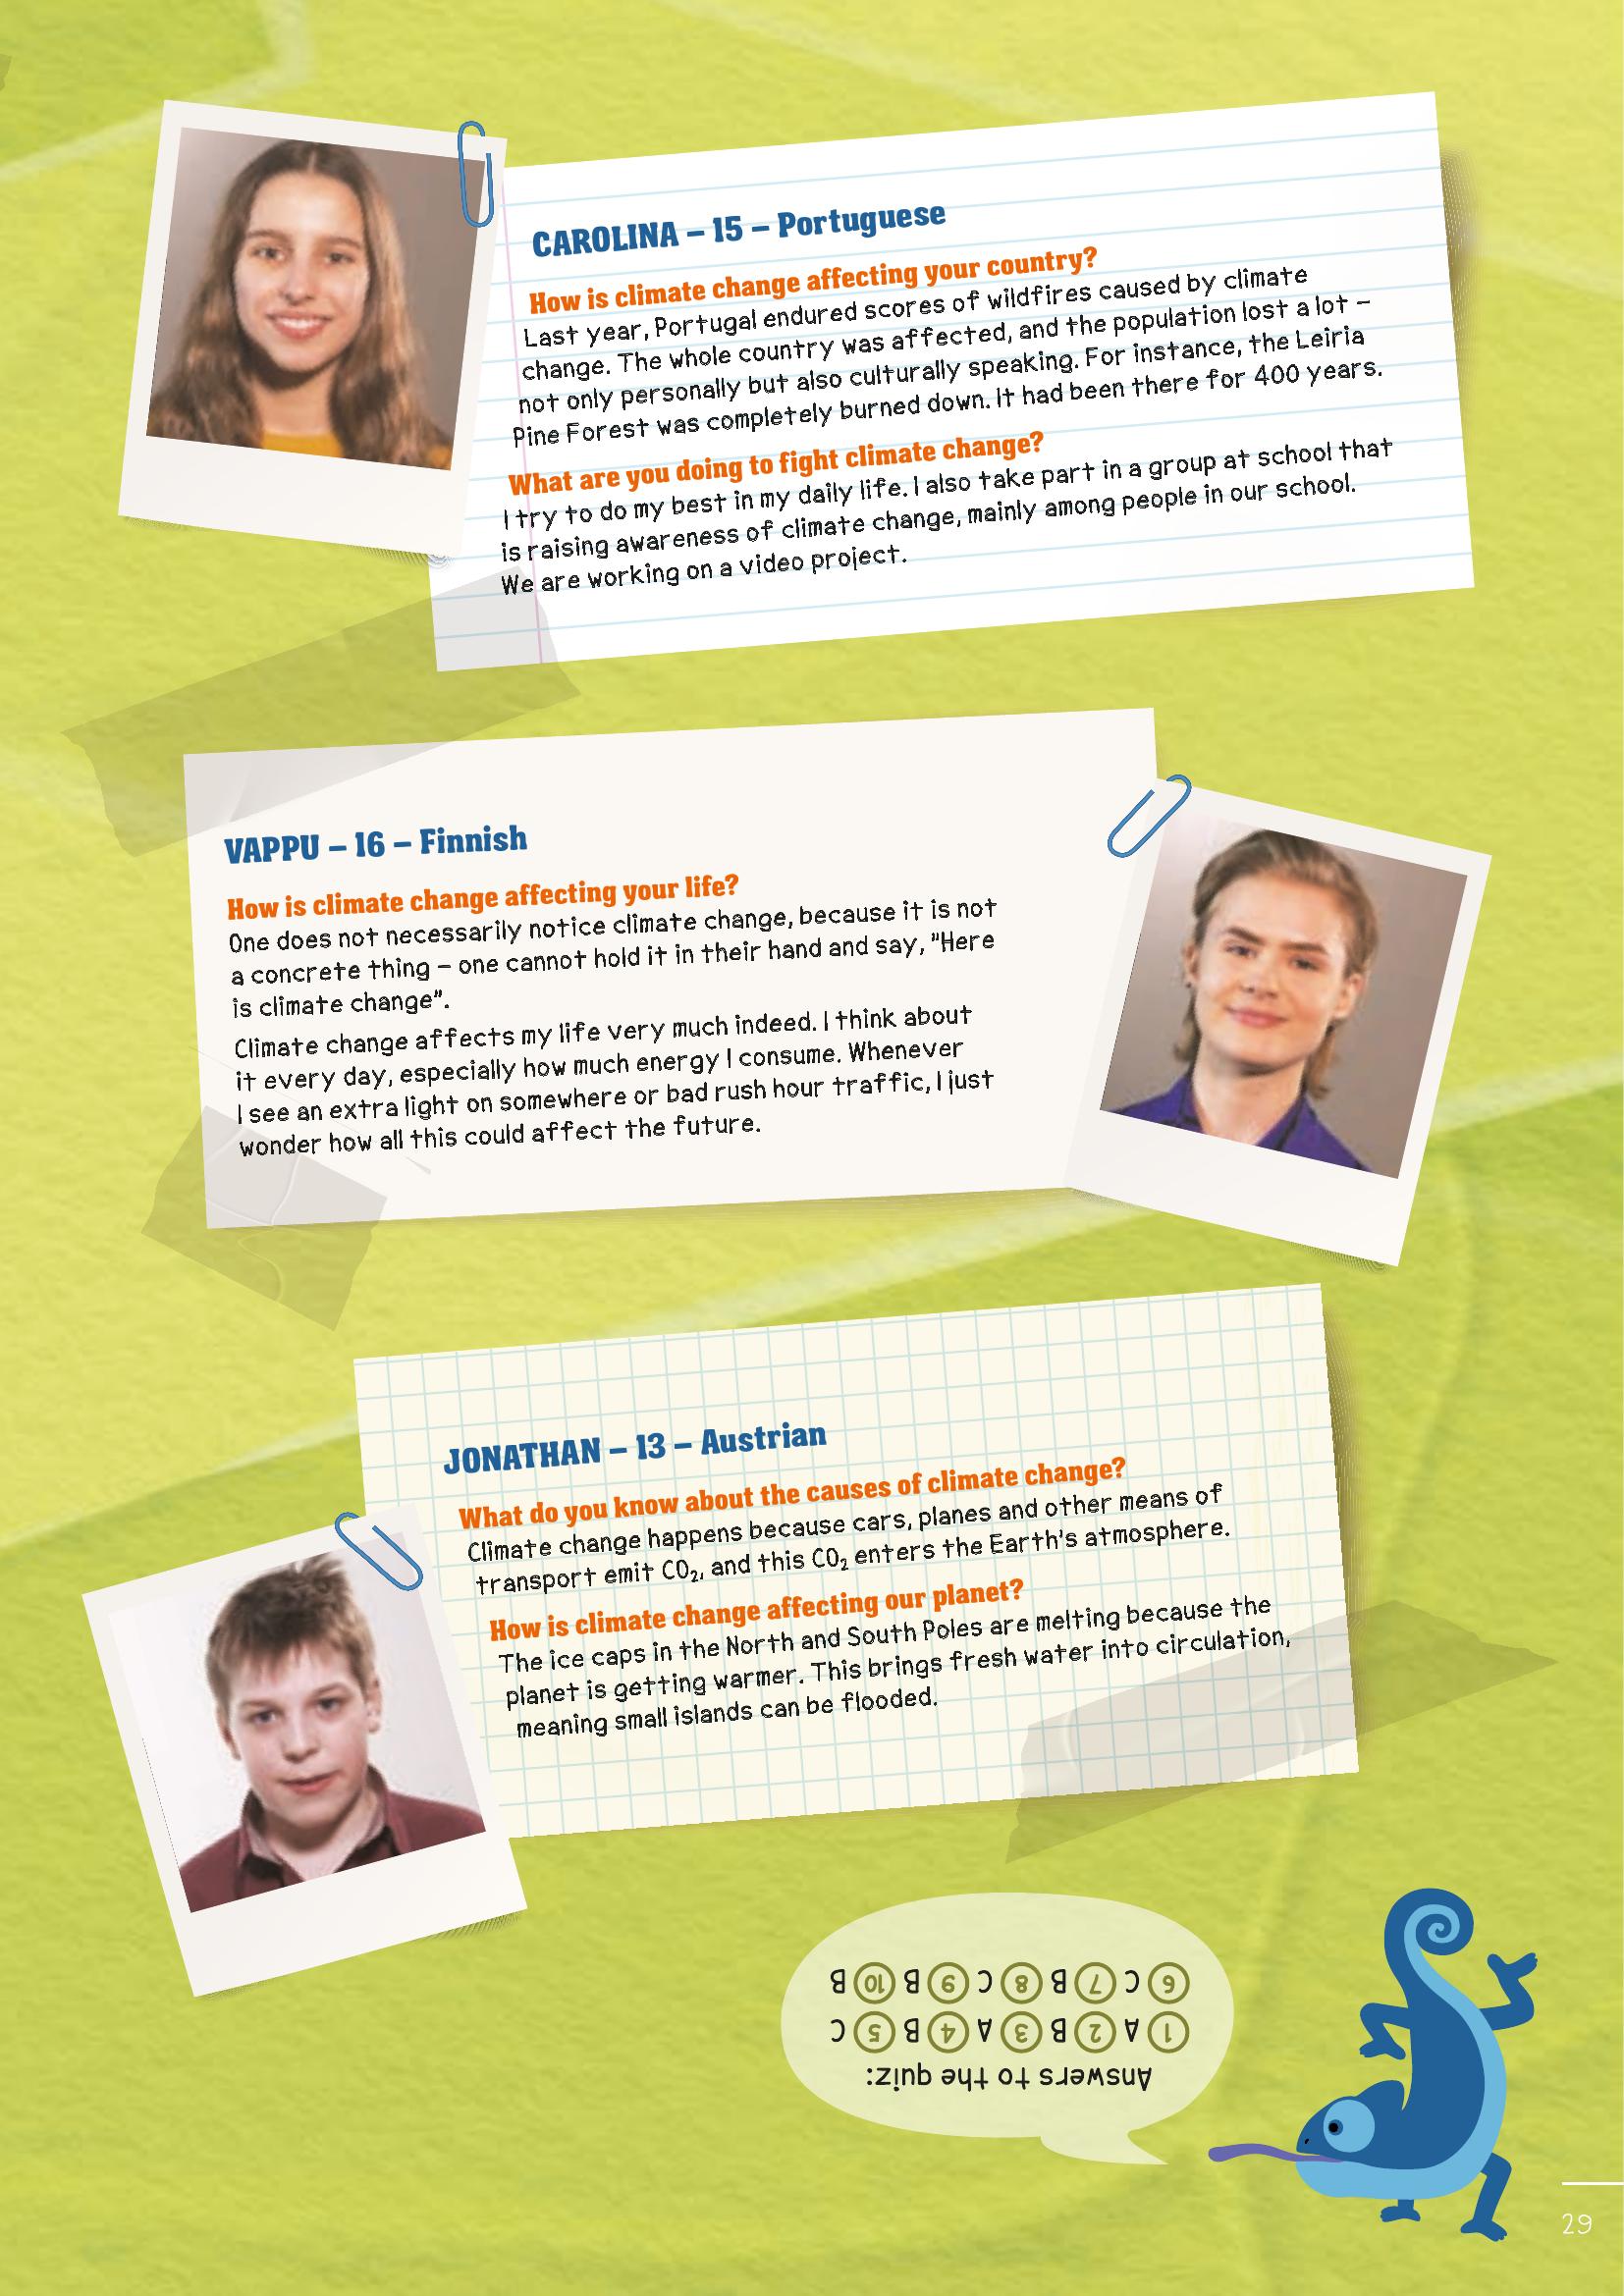 CAROLINA – 15 – Portuguese
How is climate change affecting your country?
Last year, Portugal endured scores of wildfires caused by climate
change. The whole country was affected, and the population lost a lot –
not only personally but also culturally speaking. For instance, the Leiria
Pine Forest was completely burned down. It had been there for 400 years.
What are you doing to fight climate change?
I try to do my best in my daily life. I also take part in a group at school that
is raising awareness of climate change, mainly among people in our school.
We are working on a video project.
VAPPU – 16 – Finnish
How is climate change affecting your life?
One does not necessarily notice climate change, because it is not
a concrete thing – one cannot hold it in their hand and say, "Here
is climate change".
Climate change affects my life very much indeed. I think about
it every day, especially how much energy I consume. Whenever
I see an extra light on somewhere or bad rush hour traffic, I just
wonder how all this could affect the future.
JONATHAN – 13 – Austrian
What do you know about the causes of climate change?
Climate change happens because cars, planes and other means of
transport emit CO₂, and this CO₂ enters the Earth's atmosphere.
How is climate change affecting our planet?
The ice caps in the North and South Poles are melting because the
planet is getting warmer. This brings fresh water into circulation,
meaning small islands can be flooded.
Answers to the quiz:
1 A 2 B 3 A 4 B 5 C
6 C 7 B 8 C 9 B 10 B
29